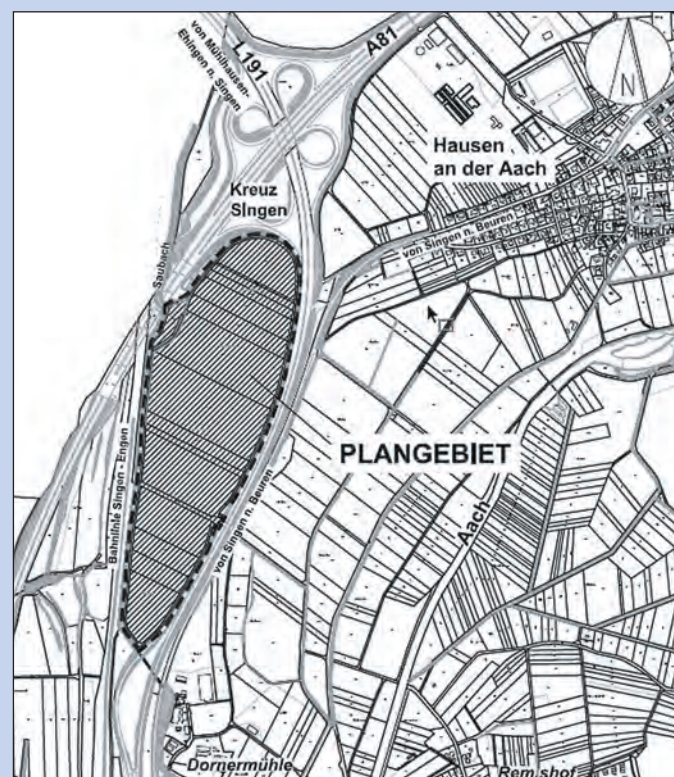 von Mühlhausen-
Ehingen n. Singen
L191
A81
N
Hausen
an der Aach
Kreuz
SIngen
von Singen n. Beuren
Saubach
PLANGEBIET
Bahnlinie Singen - Engen
von Singen n. Beuren
Aach
Dornermühle
Remishof